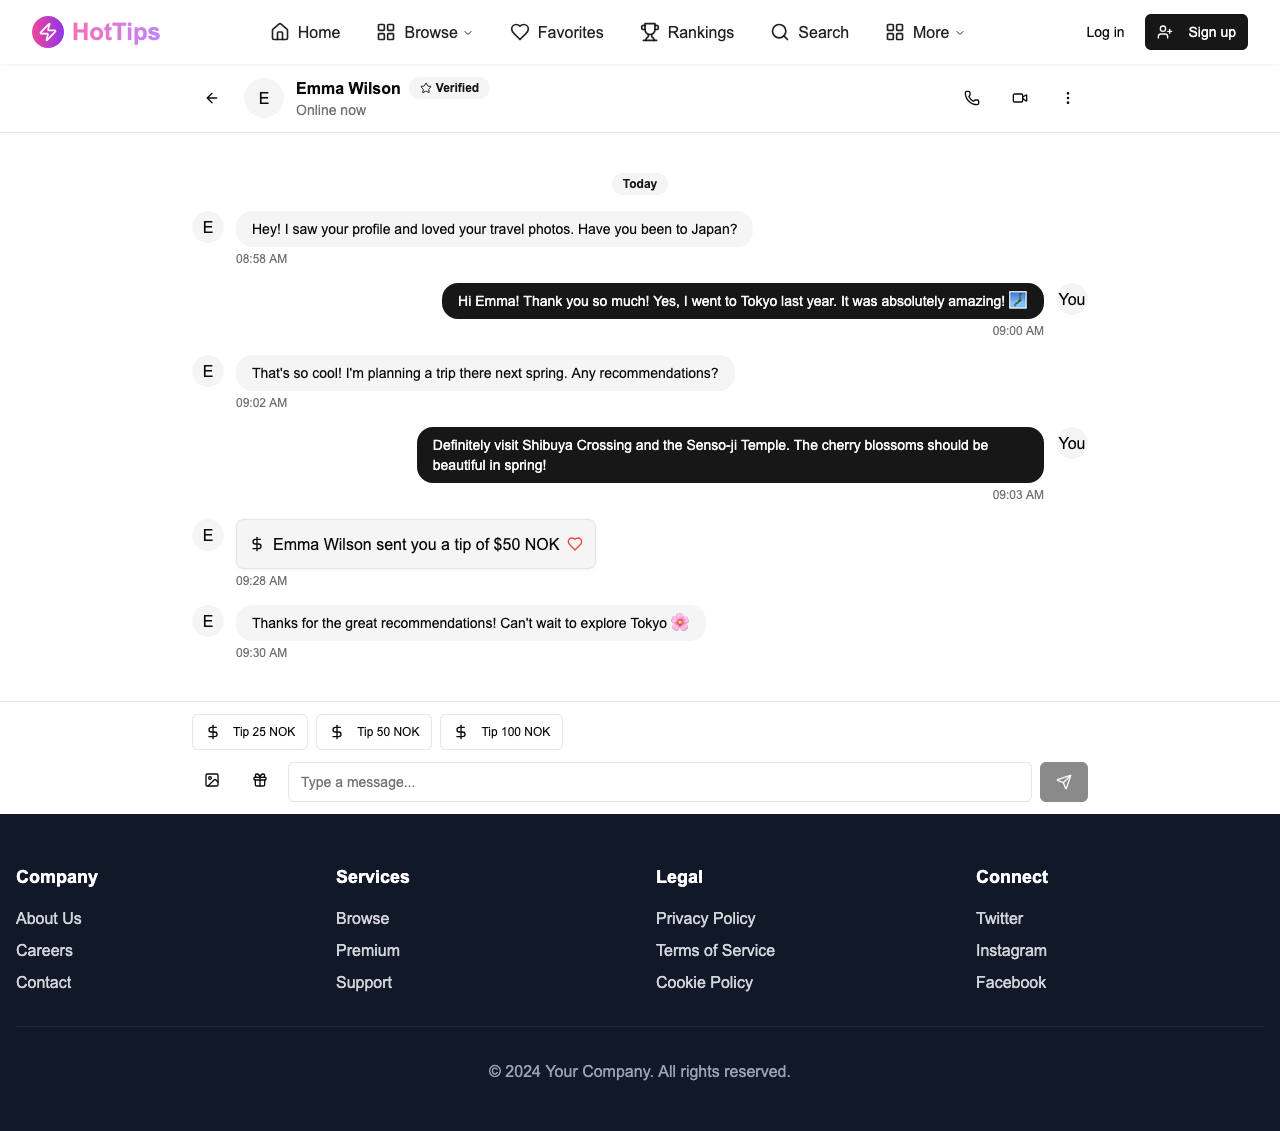 HotTips
Home
Browse
Favorites
Rankings
Search
More
Log in
Sign up
E
Emma Wilson
Verified
Online now
Today
E
Hey! I saw your profile and loved your travel photos. Have you been to Japan?
08:58 AM
Hi Emma! Thank you so much! Yes, I went to Tokyo last year. It was absolutely amazing! 🗾
You
09:00 AM
E
That's so cool! I'm planning a trip there next spring. Any recommendations?
09:02 AM
Definitely visit Shibuya Crossing and the Senso-ji Temple. The cherry blossoms should be
beautiful in spring!
You
09:03 AM
E
Emma Wilson sent you a tip of $50 NOK
09:28 AM
E
Thanks for the great recommendations! Can't wait to explore Tokyo 🌸
09:30 AM
Tip 25 NOK
Tip 50 NOK
Tip 100 NOK
Type a message...
Company
Services
Legal
Connect
About Us
Browse
Privacy Policy
Twitter
Careers
Premium
Terms of Service
Instagram
Contact
Support
Cookie Policy
Facebook
© 2024 Your Company. All rights reserved.